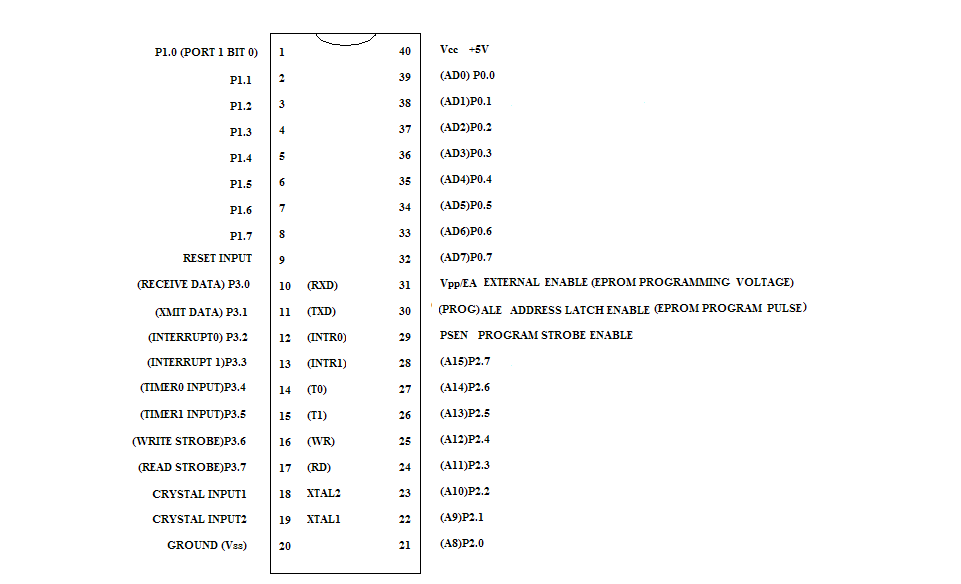 P1.0 (PORT 1 BIT 0) 1 40 Vcc +5V
P1.1 2 39 (AD0) P0.0
P1.2 3 38 (AD1)P0.1
P1.3 4 37 (AD2)P0.2
P1.4 5 36 (AD3)P0.3
P1.5 6 35 (AD4)P0.4
P1.6 7 34 (AD5)P0.5
P1.7 8 33 (AD6)P0.6
RESET INPUT 9 32 (AD7)P0.7
(RECEIVE DATA) P3.0 10 (RXD) 31 Vpp/EA EXTERNAL ENABLE (EPROM PROGRAMMING VOLTAGE)
(XMIT DATA) P3.1 11 (TXD) 30 (PROG)ALE ADDRESS LATCH ENABLE (EPROM PROGRAM PULSE)
(INTERRUPT0) P3.2 12 (INTR0) 29 PSEN PROGRAM STROBE ENABLE
(INTERRUPT 1)P3.3 13 (INTR1) 28 (A15)P2.7
(TIMER0 INPUT)P3.4 14 (T0) 27 (A14)P2.6
(TIMER1 INPUT)P3.5 15 (T1) 26 (A13)P2.5
(WRITE STROBE)P3.6 16 (WR) 25 (A12)P2.4
(READ STROBE)P3.7 17 (RD) 24 (A11)P2.3
CRYSTAL INPUT1 18 XTAL2 23 (A10)P2.2
CRYSTAL INPUT2 19 XTAL1 22 (A9)P2.1
GROUND (Vss) 20 21 (A8)P2.0